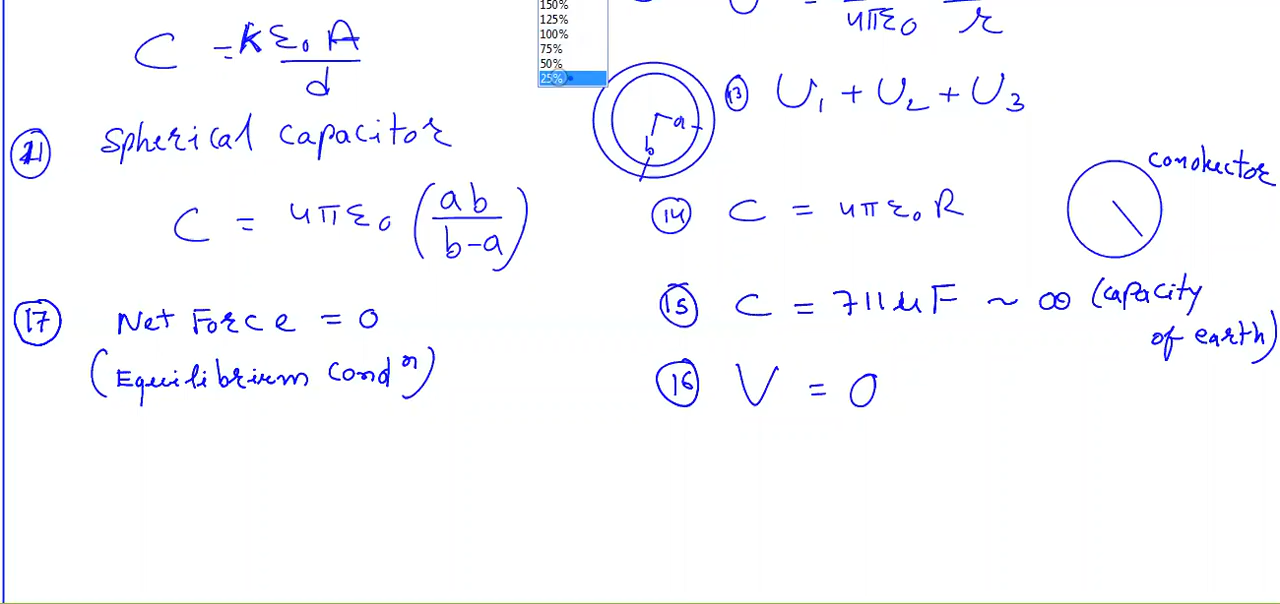 C = kε₀A/d
21 Spherical capacitor
C = 4πε₀ (ab/b-a)
17 Net Force = 0
(Equilibrium condⁿ)
150%
125%
100%
75%
50%
25%
U = /4πε₀ /r
a
b
13 U₁ + U₂ + U₃
14 C = 4πε₀R
conductor
15 C = 711 μF ~ ∞ (capacity
of earth)
16 V = 0